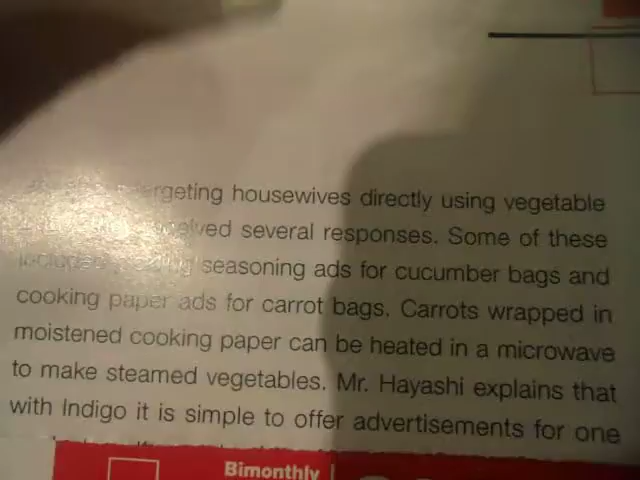 housewives directly using vegetable
several responses. Some of these
seasoning ads for cucumber bags and
cooking paper ads for carrot bags. Carrots wrapped in
moistened cooking paper can be heated in a microwave
to make steamed vegetables. Mr. Hayashi explains that
with Indigo it is simple to offer advertisements for one
Bimonthly